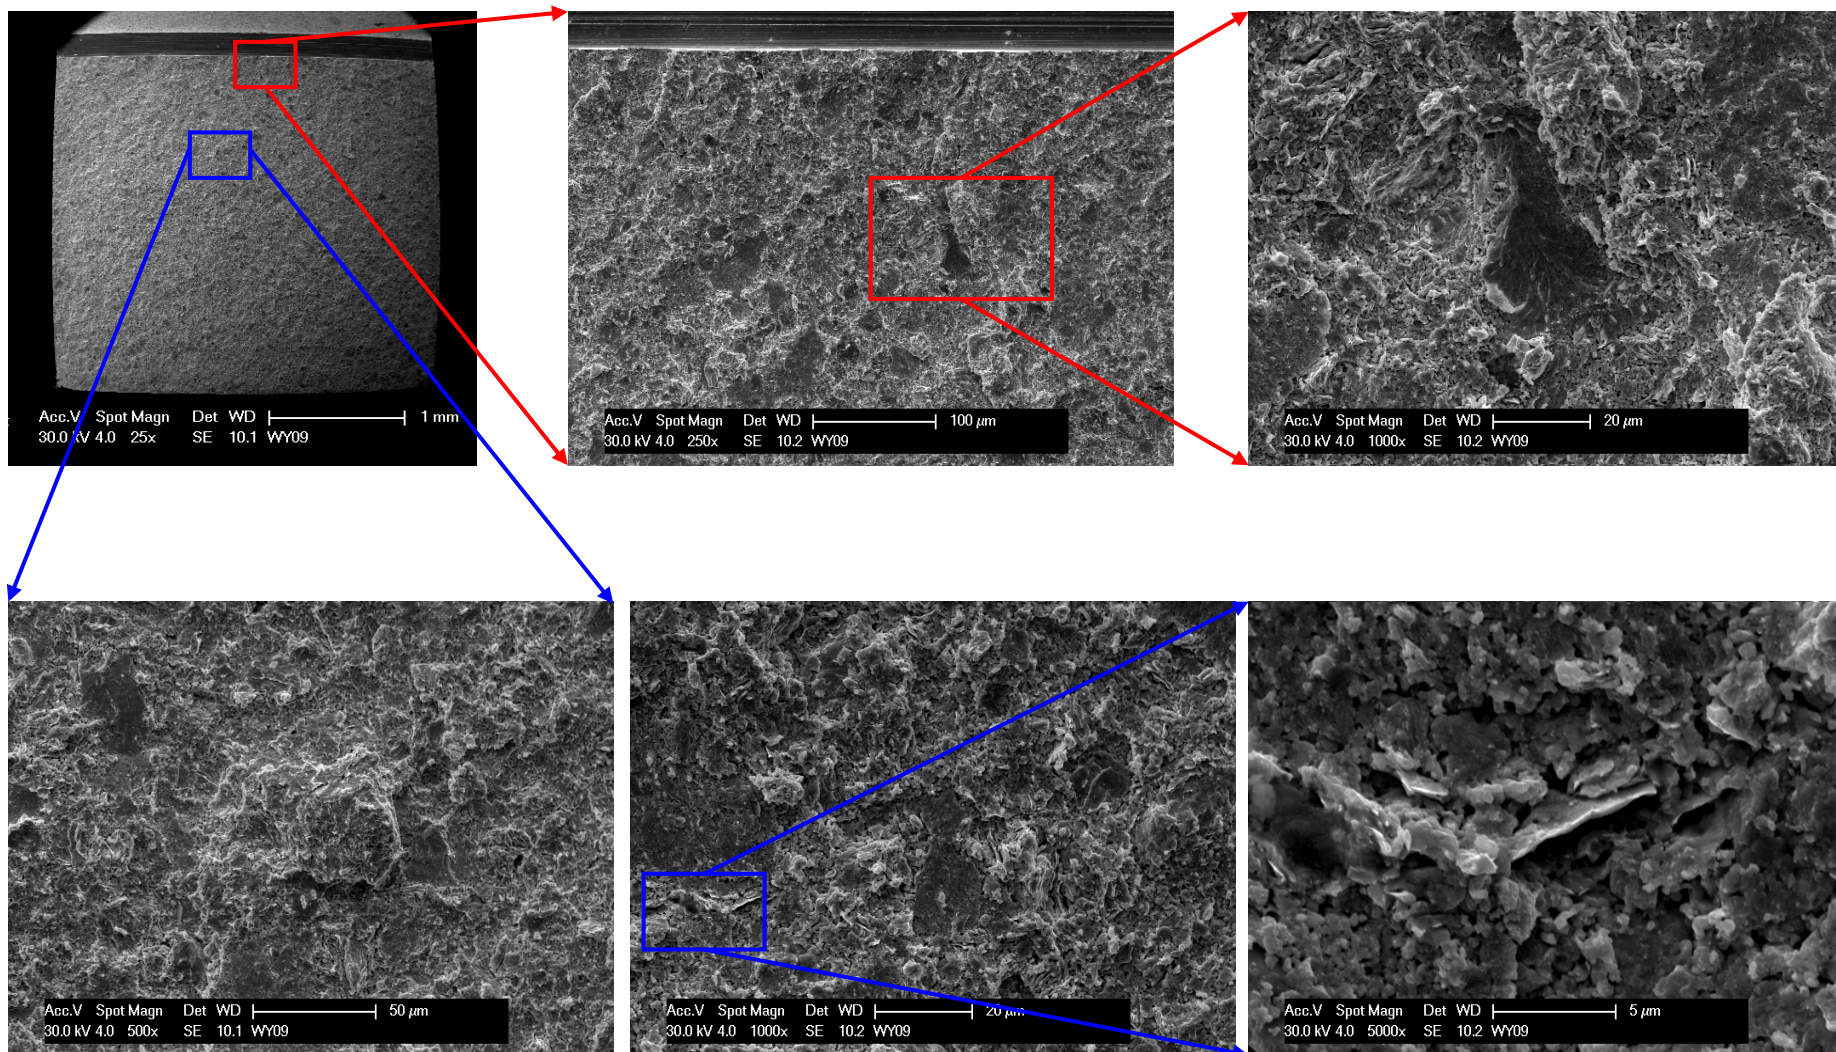 Acc.V Spot Magn Det WD 1 mm
30.0 kV 4.0 25x SE 10.1 WY09
Acc.V Spot Magn Det WD 100 µm
30.0 kV 4.0 250x SE 10.2 WY09
Acc.V Spot Magn Det WD 20 µm
30.0 kV 4.0 1000x SE 10.2 WY09
Acc.V Spot Magn Det WD 50 µm
30.0 kV 4.0 500x SE 10.1 WY09
Acc.V Spot Magn Det WD 20 µm
30.0 kV 4.0 1000x SE 10.2 WY09
Acc.V Spot Magn Det WD 5 µm
30.0 kV 4.0 5000x SE 10.2 WY09